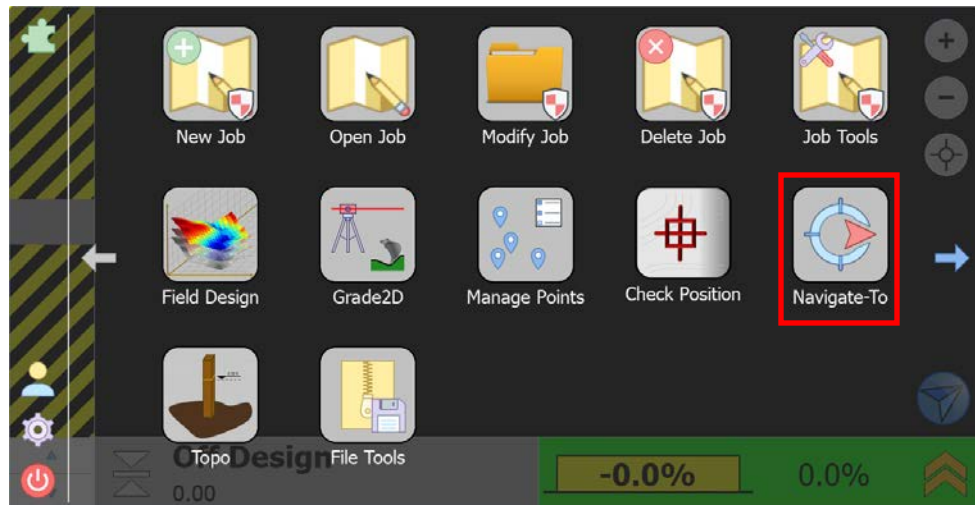 New Job
Open Job
Modify Job
Delete Job
Job Tools
Field Design
Grade2D
Manage Points
Check Position
Navigate-To
Topo
File Tools
Off Design
0.00
-0.0%
0.0%